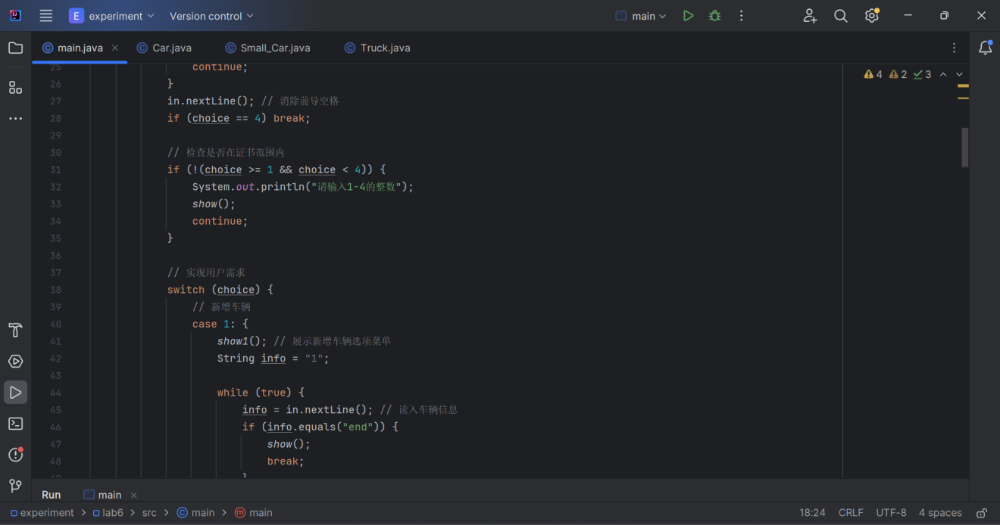 E experiment Version control main
main.java Car.java Small_Car.java Truck.java
25 continue;
4 2 3
26 }
27 in.nextLine(); // 消除前导空格
28 if (choice == 4) break;
29
30 // 检查是否在证书范围内
31 if (!(choice >= 1 && choice < 4)) {
32 System.out.println("请输入1-4的整数");
33 show();
34 continue;
35 }
36
37 // 实现用户需求
38 switch (choice) {
39 // 新增车辆
40 case 1: {
41 show1(); // 展示新增车辆选项菜单
42 String info = "1";
43
44 while (true) {
45 info = in.nextLine(); // 读入车辆信息
46 if (info.equals("end")) {
47 show();
48 break;
49 }
Run main
experiment > lab6 > src > main > main 18:24 CRLF UTF-8 4 spaces